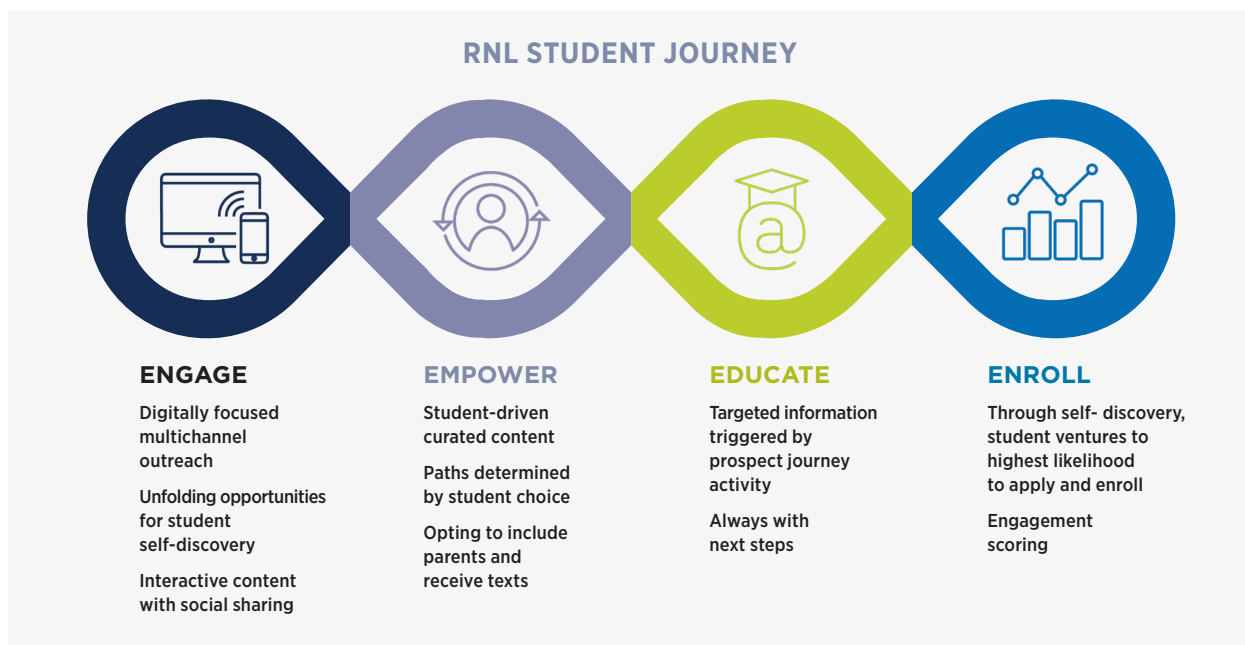 RNL STUDENT JOURNEY
@
ENGAGE
Digitally focused
multichannel
outreach
Unfolding opportunities
for student
self-discovery
Interactive content
with social sharing
EMPOWER
Student-driven
curated content
Paths determined
by student choice
Opting to include
parents and
receive texts
EDUCATE
Targeted information
triggered by
prospect journey
activity
Always with
next steps
ENROLL
Through self- discovery,
student ventures to
highest likelihood
to apply and enroll
Engagement
scoring